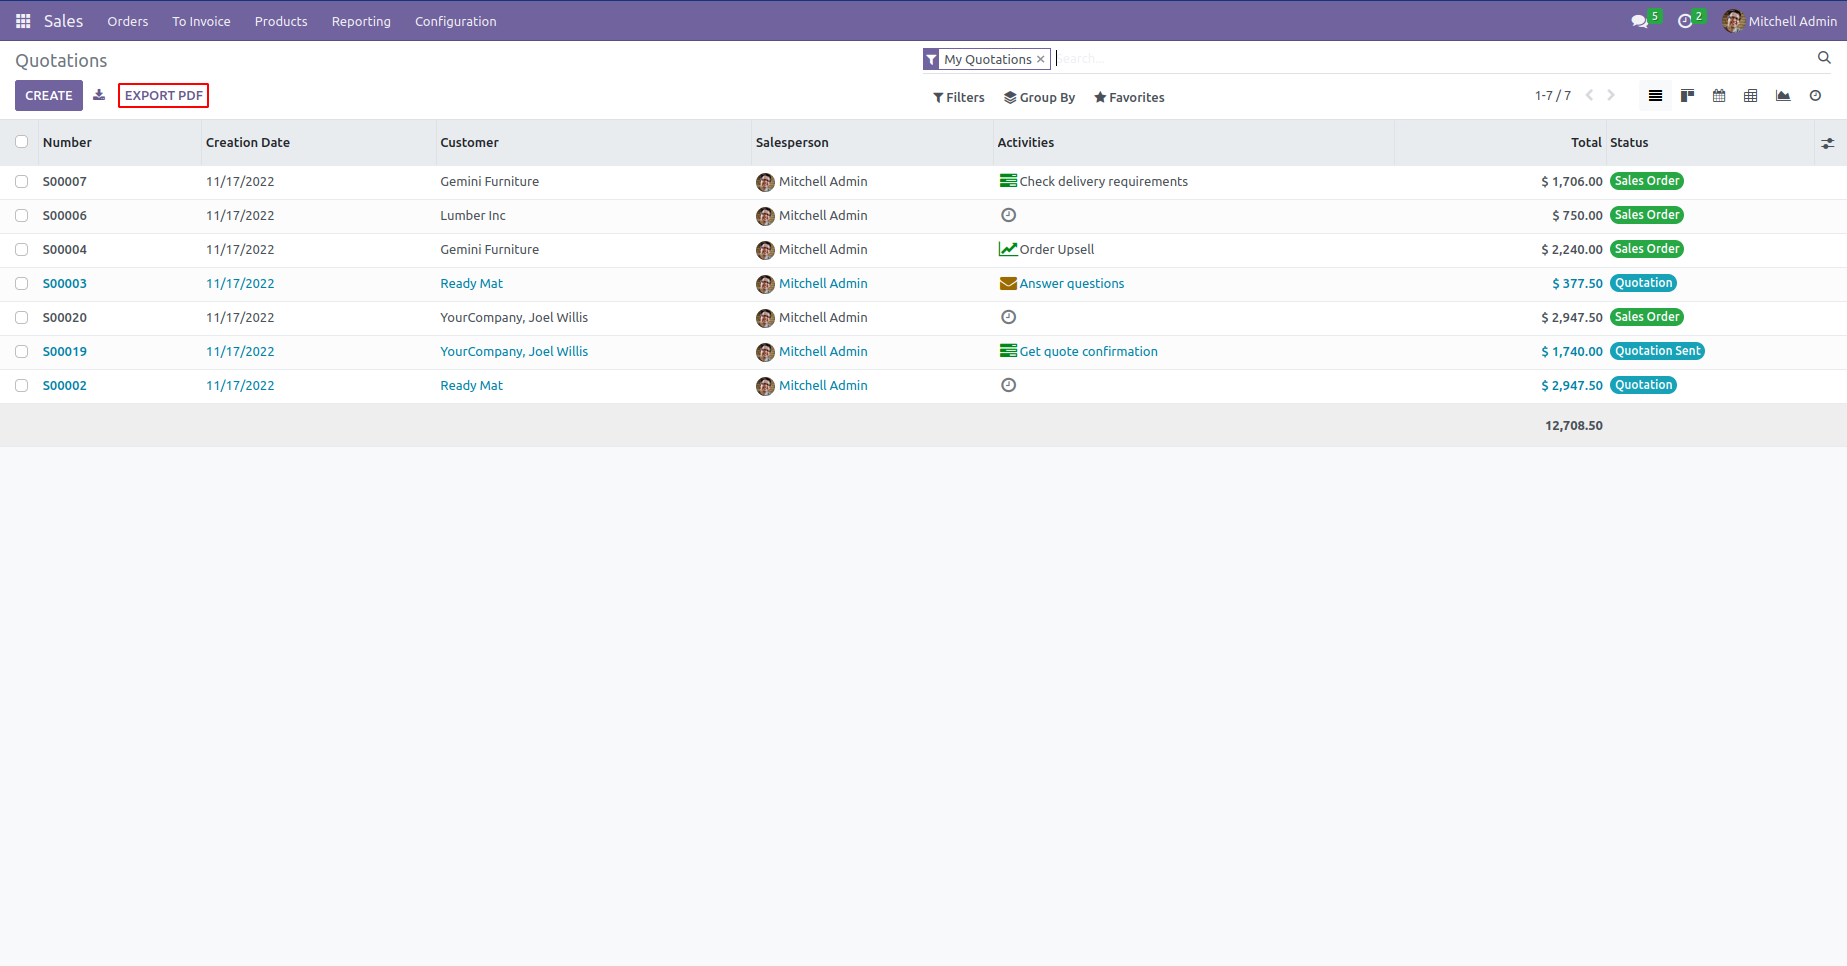 Sales Orders To Invoice Products Reporting Configuration 5 2 Mitchell Admin
Quotations My Quotations × Search...
CREATE EXPORT PDF Filters Group By Favorites 1-7 / 7
Number Creation Date Customer Salesperson Activities Total Status
S00007 11/17/2022 Gemini Furniture Mitchell Admin Check delivery requirements $ 1,706.00 Sales Order
S00006 11/17/2022 Lumber Inc Mitchell Admin $ 750.00 Sales Order
S00004 11/17/2022 Gemini Furniture Mitchell Admin Order Upsell $ 2,240.00 Sales Order
S00003 11/17/2022 Ready Mat Mitchell Admin Answer questions $ 377.50 Quotation
S00020 11/17/2022 YourCompany, Joel Willis Mitchell Admin $ 2,947.50 Sales Order
S00019 11/17/2022 YourCompany, Joel Willis Mitchell Admin Get quote confirmation $ 1,740.00 Quotation Sent
S00002 11/17/2022 Ready Mat Mitchell Admin $ 2,947.50 Quotation
12,708.50